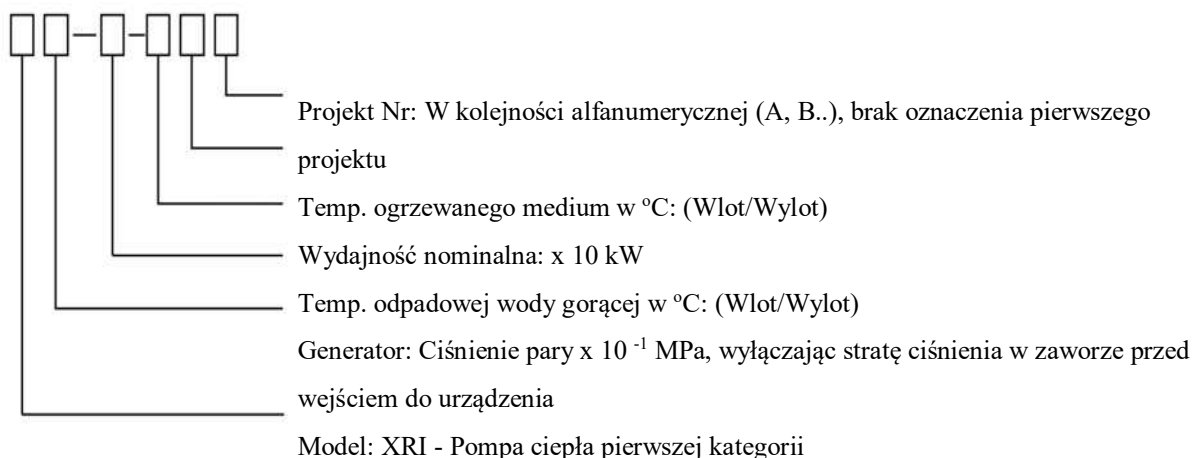 Projekt Nr: W kolejności alfanumerycznej (A, B..), brak oznaczenia pierwszego
projektu
Temp. ogrzewanego medium w ºC: (Wlot/Wylot)
Wydajność nominalna: x 10 kW
Temp. odpadowej wody gorącej w ºC: (Wlot/Wylot)
Generator: Ciśnienie pary x 10 -1 MPa, wyłączając stratę ciśnienia w zaworze przed
wejściem do urządzenia
Model: XRI - Pompa ciepła pierwszej kategorii